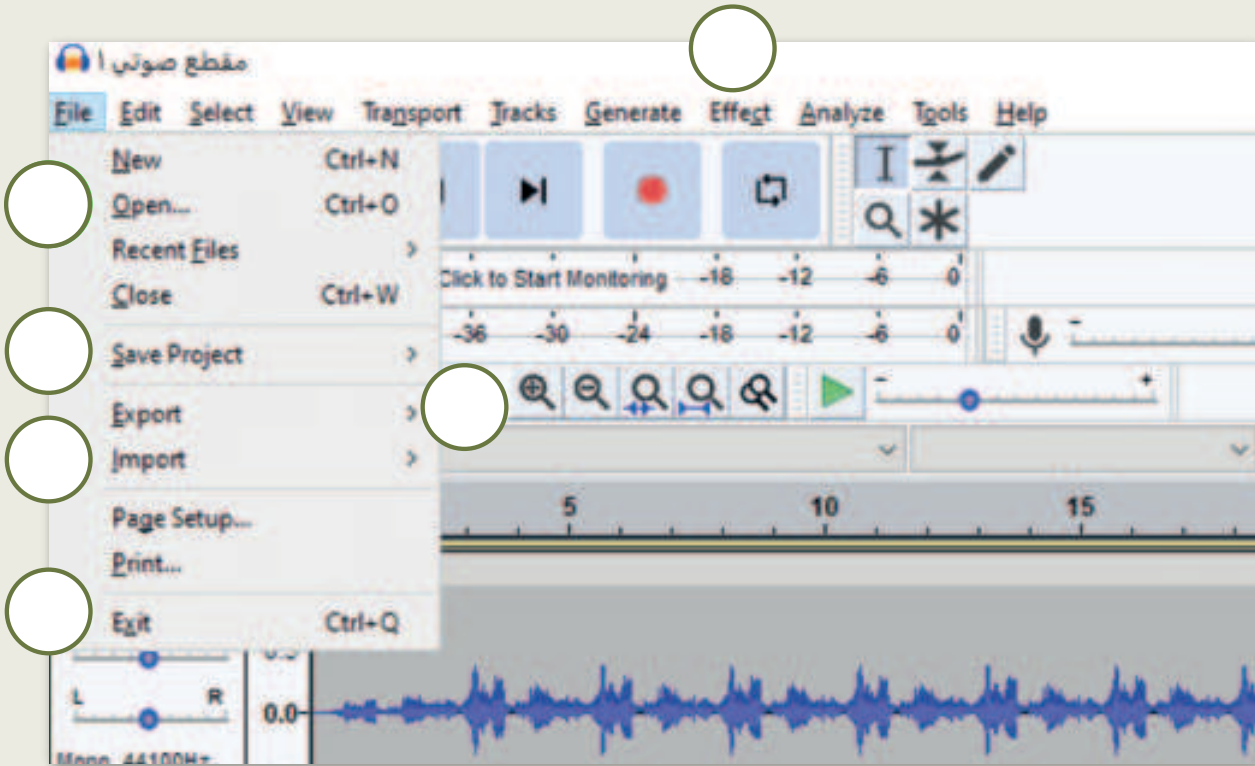 مقطع صوتي ١
File Edit Select View Transport Tracks Generate Effect Analyze Tools Help
New Ctrl+N
Open... Ctrl+O
Recent Files >
Close Ctrl+W
Click to Start Monitoring -18 -12 -6 0
Save Project >
-36 -30 -24 -18 -12 -6 0
- +
Export >
Import >
5 10 15
Page Setup...
Print...
Exit Ctrl+Q
L R
0.0
Mono, 44100Hz